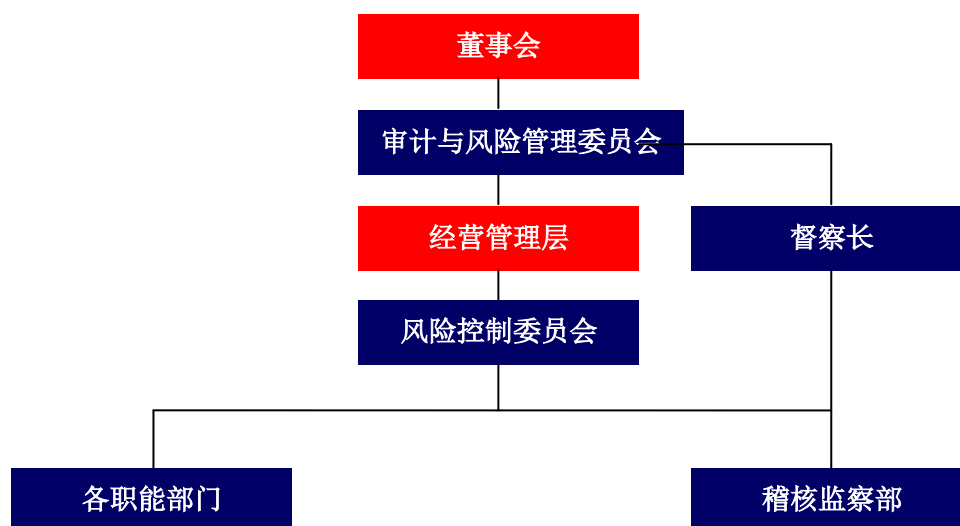 董事会
审计与风险管理委员会
经营管理层
督察长
风险控制委员会
各职能部门
稽核监察部